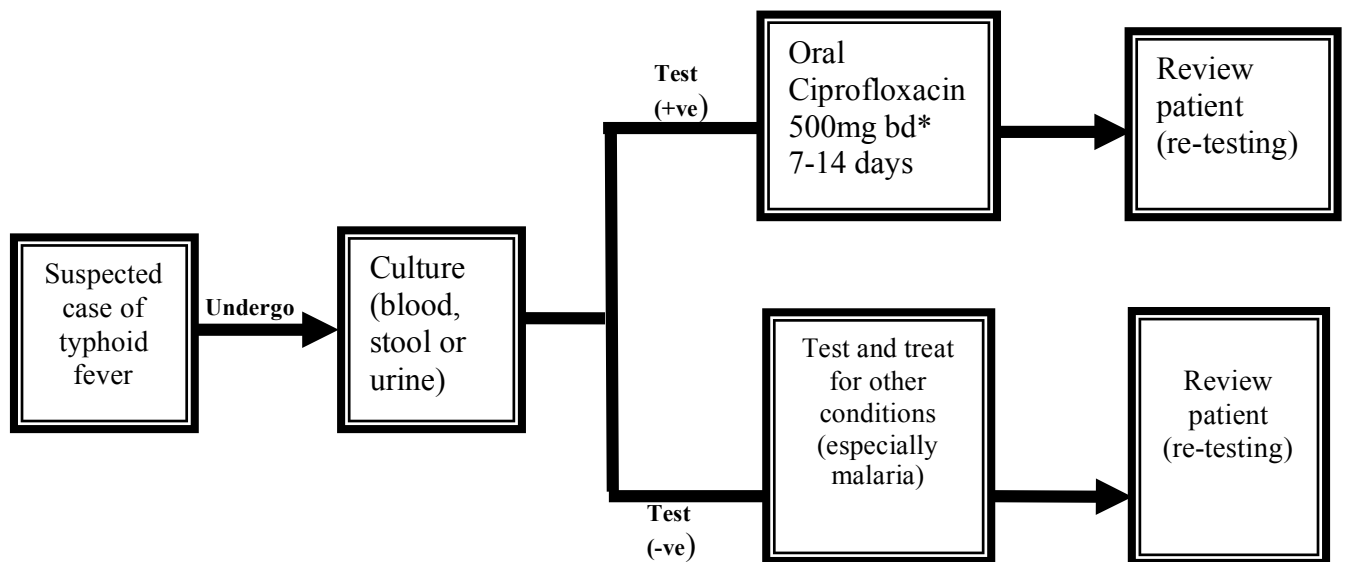 Suspected
case of
typhoid
fever
Undergo
Culture
(blood,
stool or
urine)
Test
(+ve)
Oral
Ciprofloxacin
500mg bd*
7-14 days
Review
patient
(re-testing)
Test
(-ve)
Test and treat
for other
conditions
(especially
malaria)
Review
patient
(re-testing)